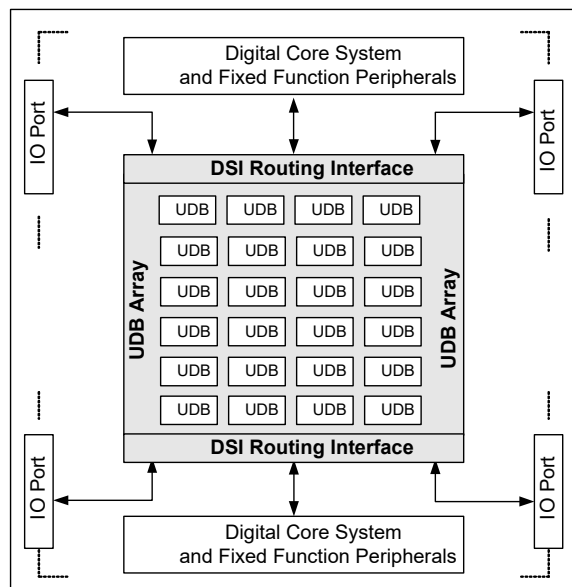 Digital Core System
and Fixed Function Peripherals
IO Port
IO Port
DSI Routing Interface
UDB UDB UDB UDB
UDB UDB UDB UDB
UDB UDB UDB UDB
UDB UDB UDB UDB
UDB UDB UDB UDB
UDB UDB UDB UDB
UDB Array
UDB Array
DSI Routing Interface
IO Port
IO Port
Digital Core System
and Fixed Function Peripherals